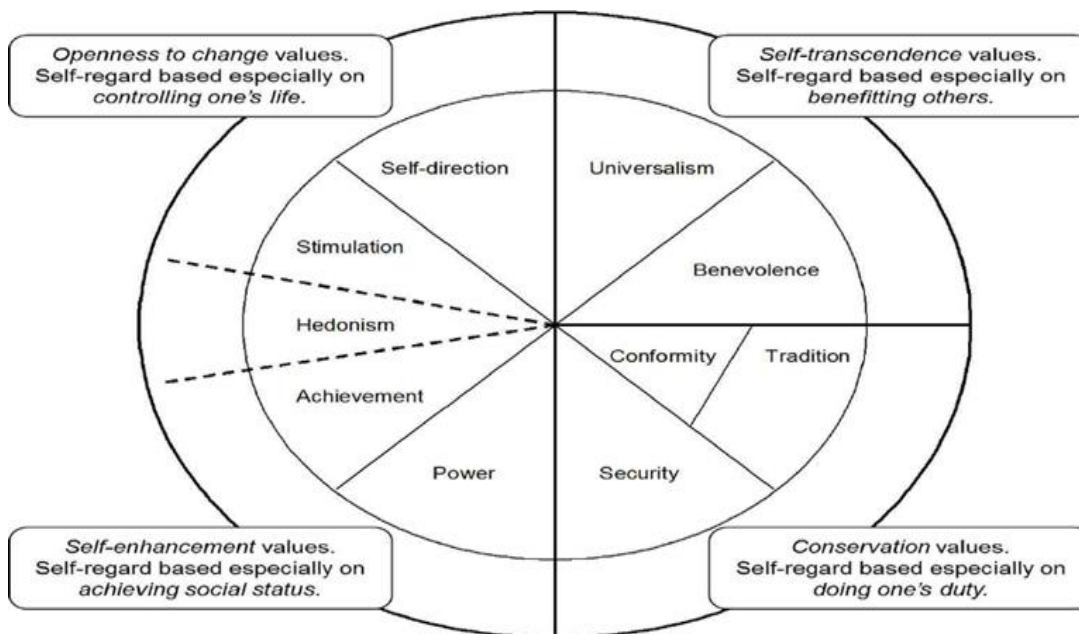 Openness to change values.
Self-regard based especially on
controlling one's life.
Self-transcendence values.
Self-regard based especially on
benefitting others.
Self-direction
Universalism
Stimulation
Benevolence
Hedonism
Conformity
Tradition
Achievement
Power
Security
Self-enhancement values.
Self-regard based especially on
achieving social status.
Conservation values.
Self-regard based especially on
doing one's duty.